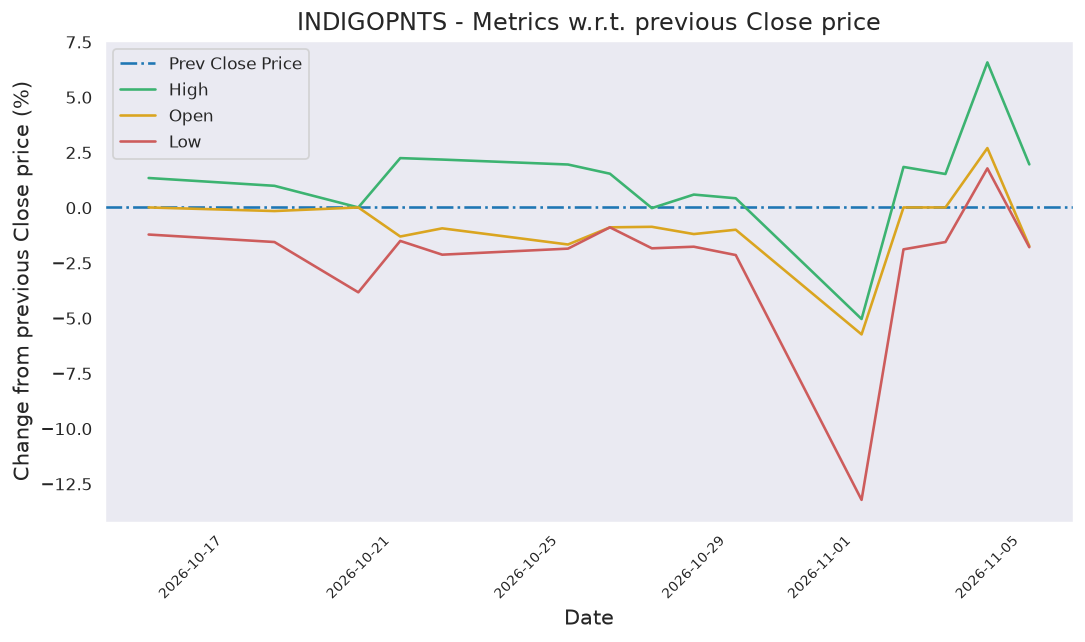 INDIGOPNTS - Metrics w.r.t. previous Close price
Change from previous Close price (%)
7.5
5.0
2.5
0.0
−2.5
−5.0
−7.5
−10.0
−12.5
Prev Close Price
High
Open
Low
2026-10-17
2026-10-21
2026-10-25
2026-10-29
2026-11-01
2026-11-05
Date